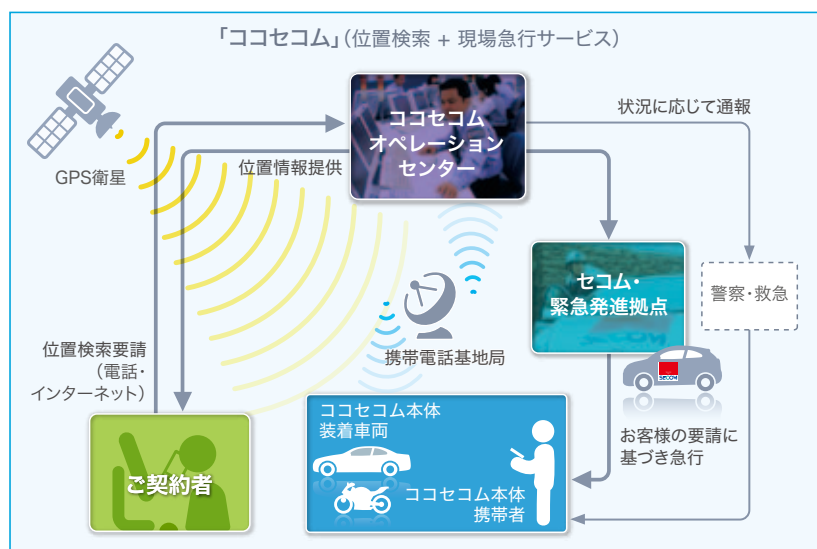 「ココセコム」（位置検索 + 現場急行サービス）
GPS衛星
ココセコム
オペレーション
センター
状況に応じて通報
位置情報提供
セコム・
緊急発進拠点
警察・救急
携帯電話基地局
位置検索要請
（電話・
インターネット）
SECOM
お客様の要請に
基づき急行
ご契約者
ココセコム本体
装着車両
ココセコム本体
携帯者